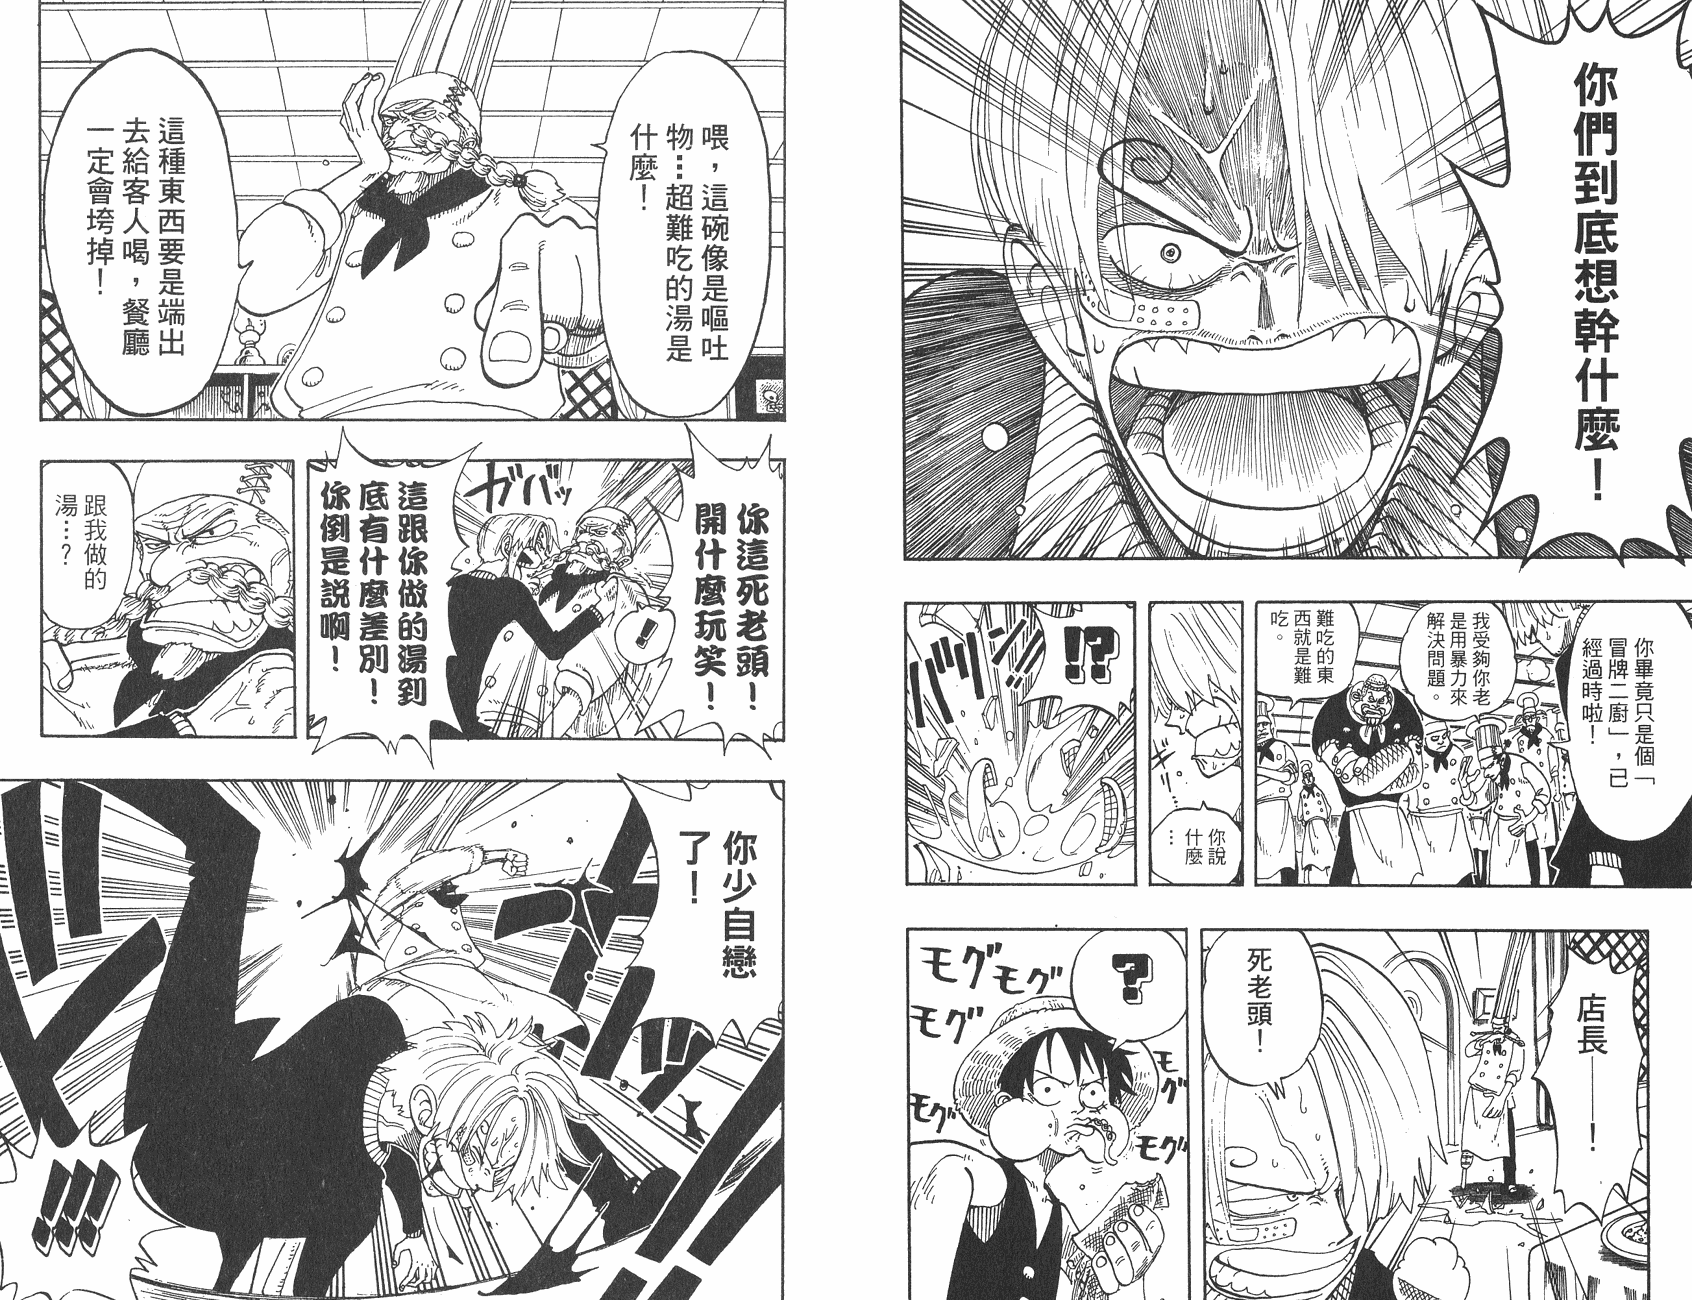 你們到底想幹什麼！
你畢竟只是個「
冒牌二廚」，已
經過時啦！
我受夠你老
是用暴力來
解決問題。
難吃的東
西就是難
吃。
你說
什麼
…
!?
店長——！
死老頭！
?
モグ
モグ
モグ
モグ
モグ
モグ
喂，這碗像是嘔吐
物…超難吃的湯是
什麼！
這種東西要是端出
去給客人喝，餐廳
一定會垮掉！
你這死老頭！
開什麼玩笑！
ガバッ
!
這跟你做的湯到
底有什麼差別！
你倒是說啊！
跟我做的
湯…？
你少自戀
了！
!!!